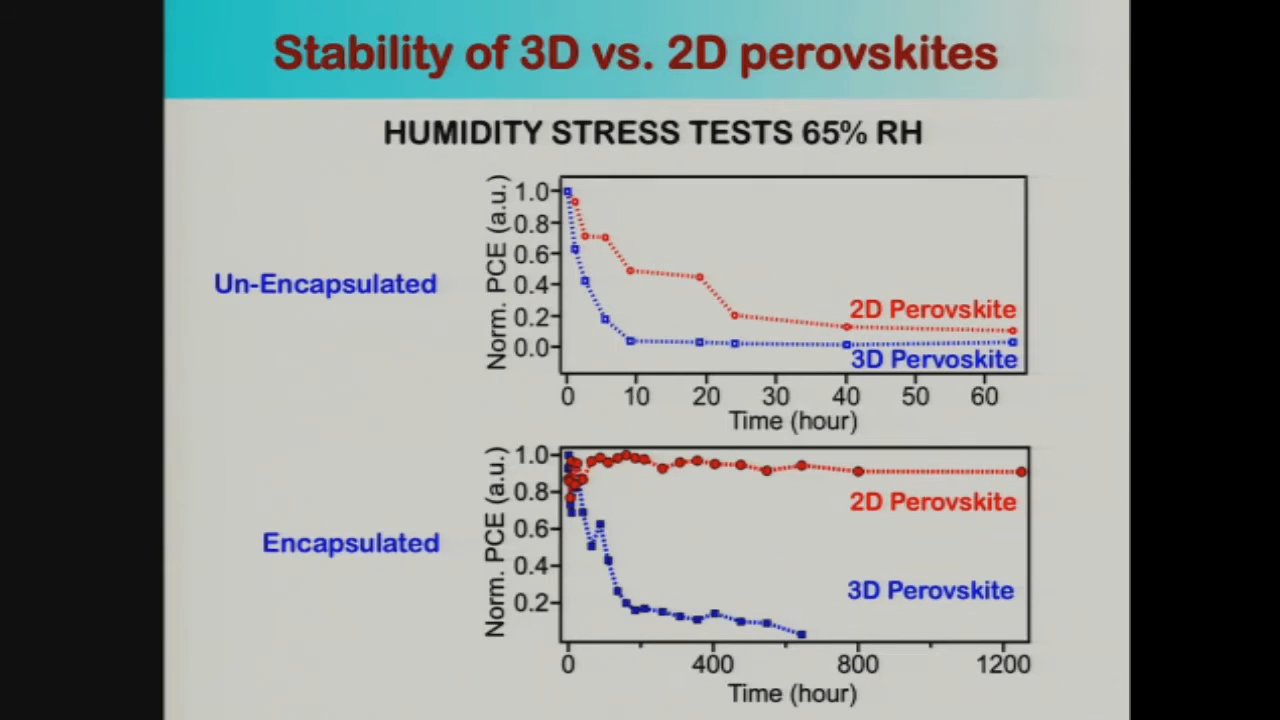 Stability of 3D vs. 2D perovskites
HUMIDITY STRESS TESTS 65% RH
Un-Encapsulated
Norm. PCE (a.u.)
1.0
0.8
0.6
0.4
0.2
0.0
2D Perovskite
3D Pervoskite
0 10 20 30 40 50 60
Time (hour)
Encapsulated
Norm. PCE (a.u.)
1.0
0.8
0.6
0.4
0.2
2D Perovskite
3D Perovskite
0 400 800 1200
Time (hour)